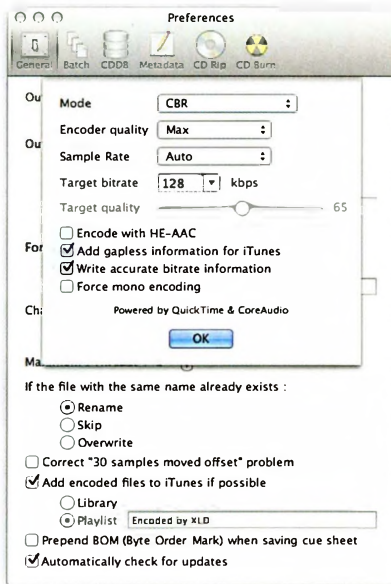 Preferences
General Batch CDDB Metadata CD Rip CD Burn
Ou
Mode CBR
Encoder quality Max
Ou
Sample Rate Auto
Target bitrate 128 kbps
Target quality 65
Encode with HE-AAC
For
Add gapless information for iTunes
Write accurate bitrate information
Force mono encoding
Ch
Powered by QuickTime & CoreAudio
OK
If the file with the same name already exists :
Rename
Skip
Overwrite
Correct "30 samples moved offset" problem
Add encoded files to iTunes if possible
Library
Playlist Encoded by XLD
Prepend BOM (Byte Order Mark) when saving cue sheet
Automatically check for updates